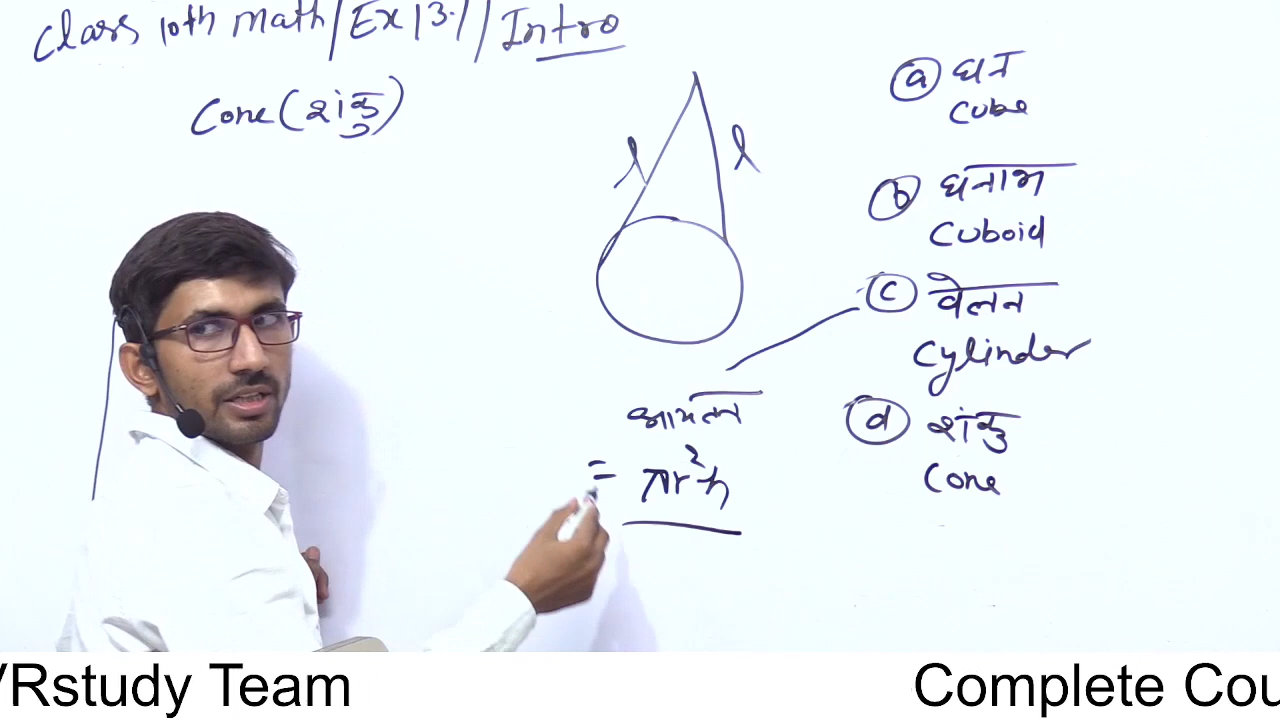 Class 10th math/Ex 13.1//Intro
Cone (शंकु)
l
l
ⓐ घन
Cube
ⓑ घनाभ
Cuboid
ⓒ बेलन
Cylinder
ⓓ शंकु
Cone
आयतन
= πr²h
VRstudy Team
Complete Cou